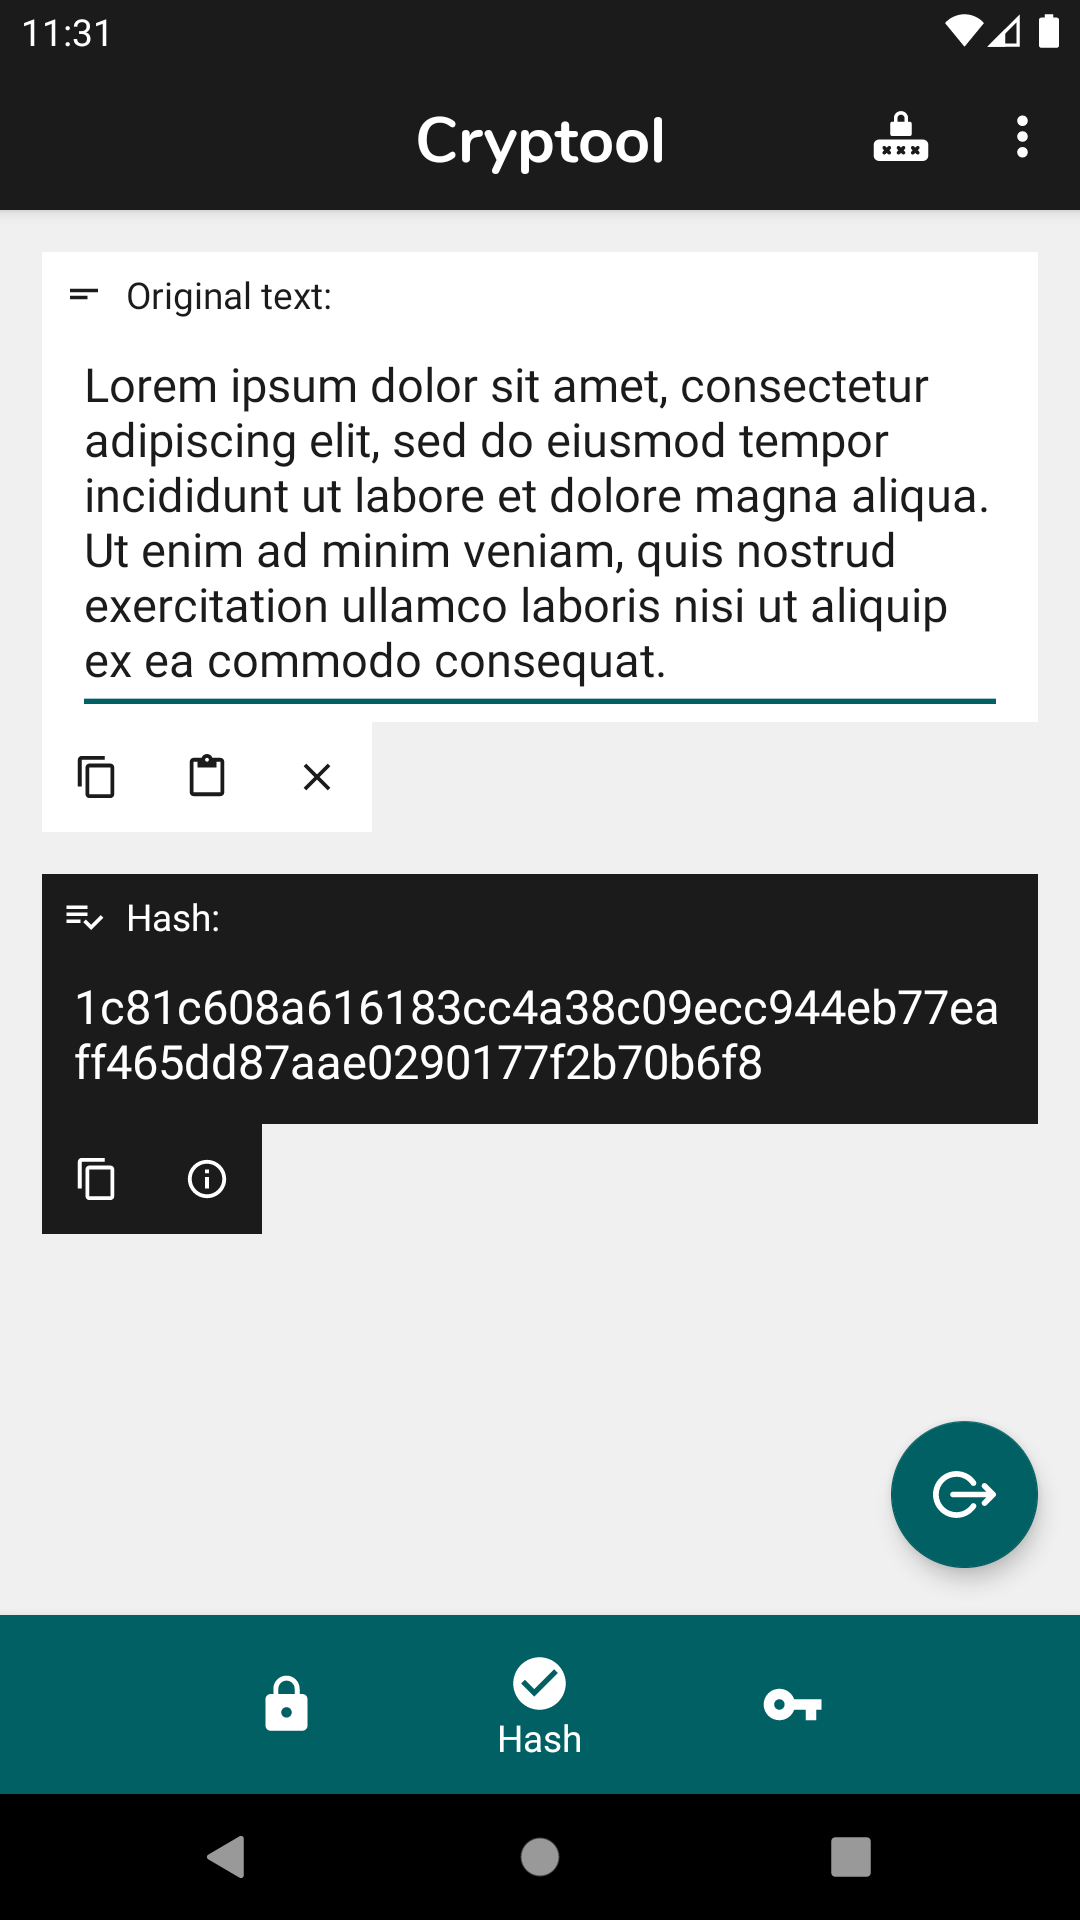 11:31
Cryptool
Original text:
Lorem ipsum dolor sit amet, consectetur
adipiscing elit, sed do eiusmod tempor
incididunt ut labore et dolore magna aliqua.
Ut enim ad minim veniam, quis nostrud
exercitation ullamco laboris nisi ut aliquip
ex ea commodo consequat.
Hash:
1c81c608a616183cc4a38c09ecc944eb77ea
ff465dd87aae0290177f2b70b6f8
Hash